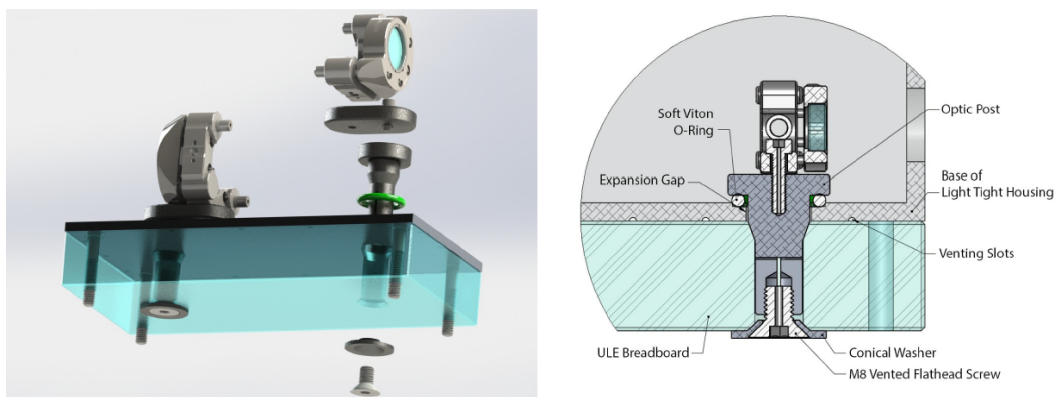 Soft Viton
O-Ring
Optic Post
Expansion Gap
Base of
Light Tight Housing
Venting Slots
ULE Breadboard
Conical Washer
M8 Vented Flathead Screw